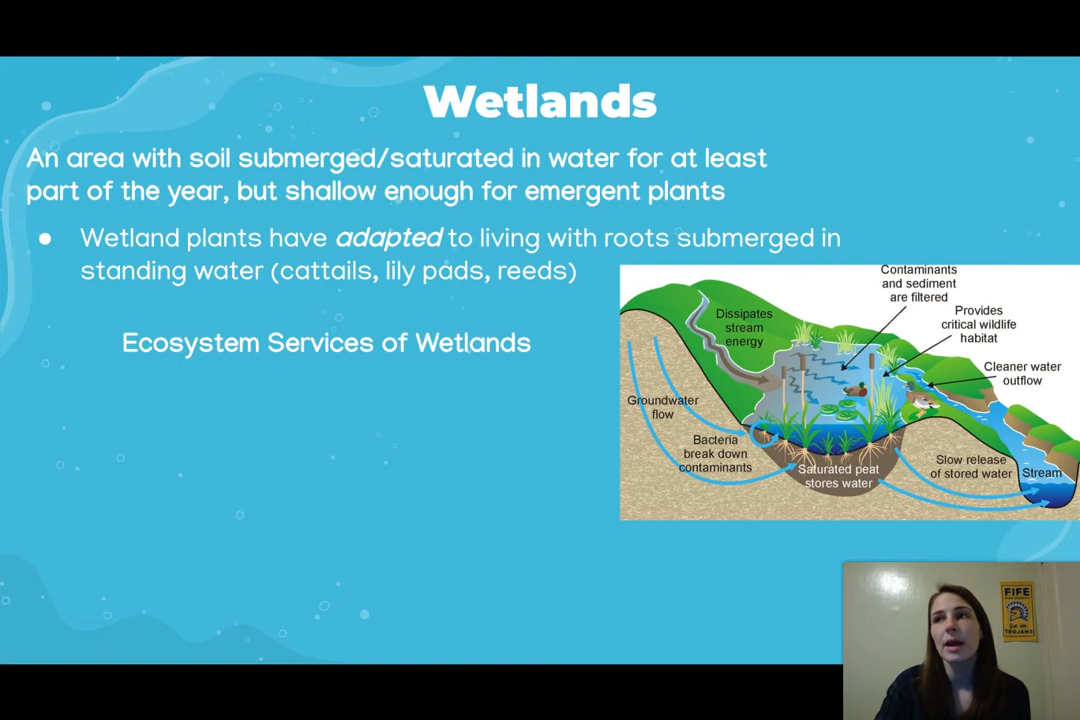 Wetlands
An area with soil submerged/saturated in water for at least
part of the year, but shallow enough for emergent plants
● Wetland plants have adapted to living with roots submerged in
standing water (cattails, lily pads, reeds)
Ecosystem Services of Wetlands
Contaminants
and sediment
are filtered
Dissipates
stream
energy
Provides
critical wildlife
habitat
Cleaner water
outflow
Groundwater
flow
Bacteria
break down
contaminants
Saturated peat
stores water
Slow release
of stored water
Stream
FIFE
TROJANS